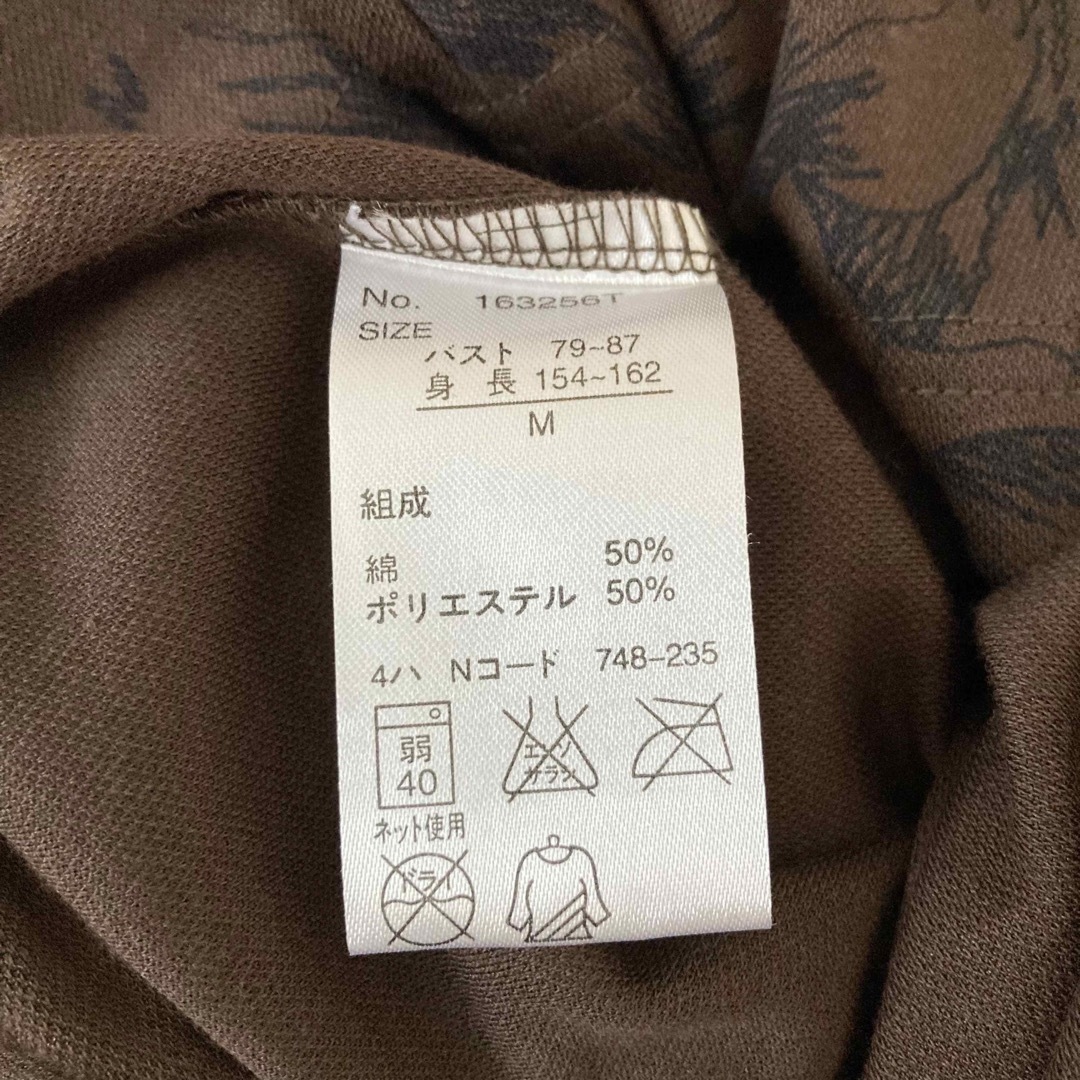 No. 163256T
SIZE
バスト 79~87
身 長 154~162
M
組成
綿 50%
ポリエステル 50%
4ハ Nコード 748-235
弱
40
エンソ
サラシ
ネット使用
ドライ